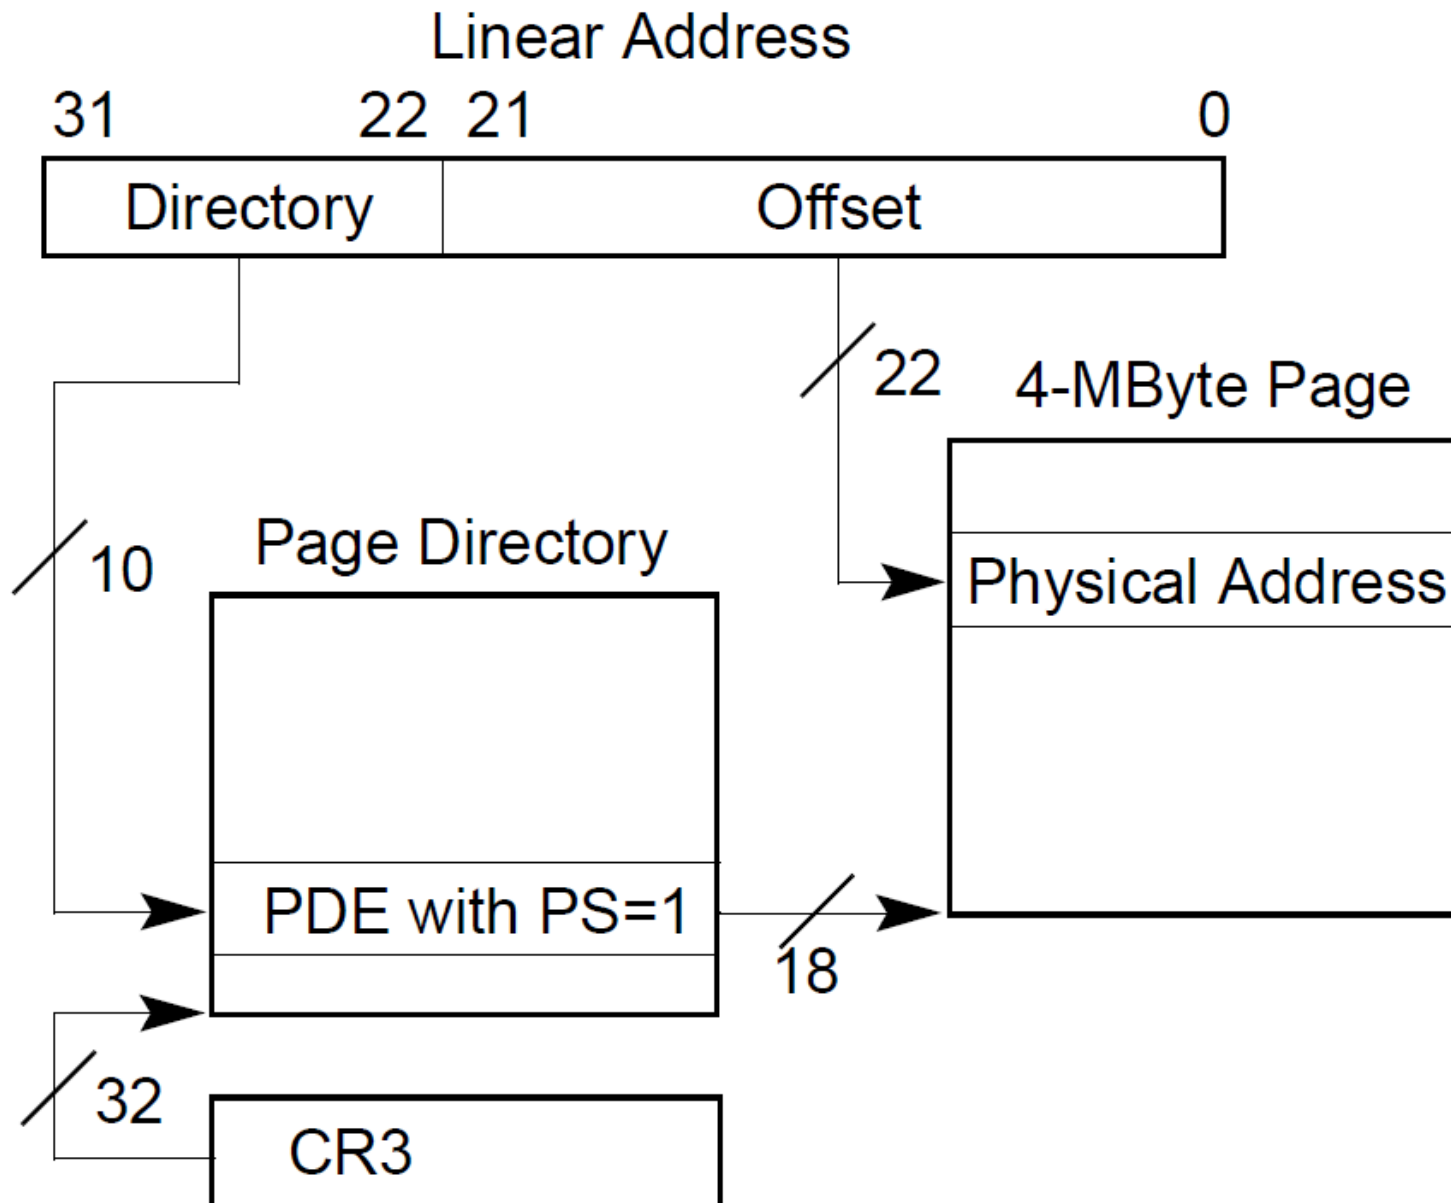 Linear Address
31 22 21 0
Directory Offset
22
4-MByte Page
10
Page Directory
Physical Address
PDE with PS=1
18
32
CR3